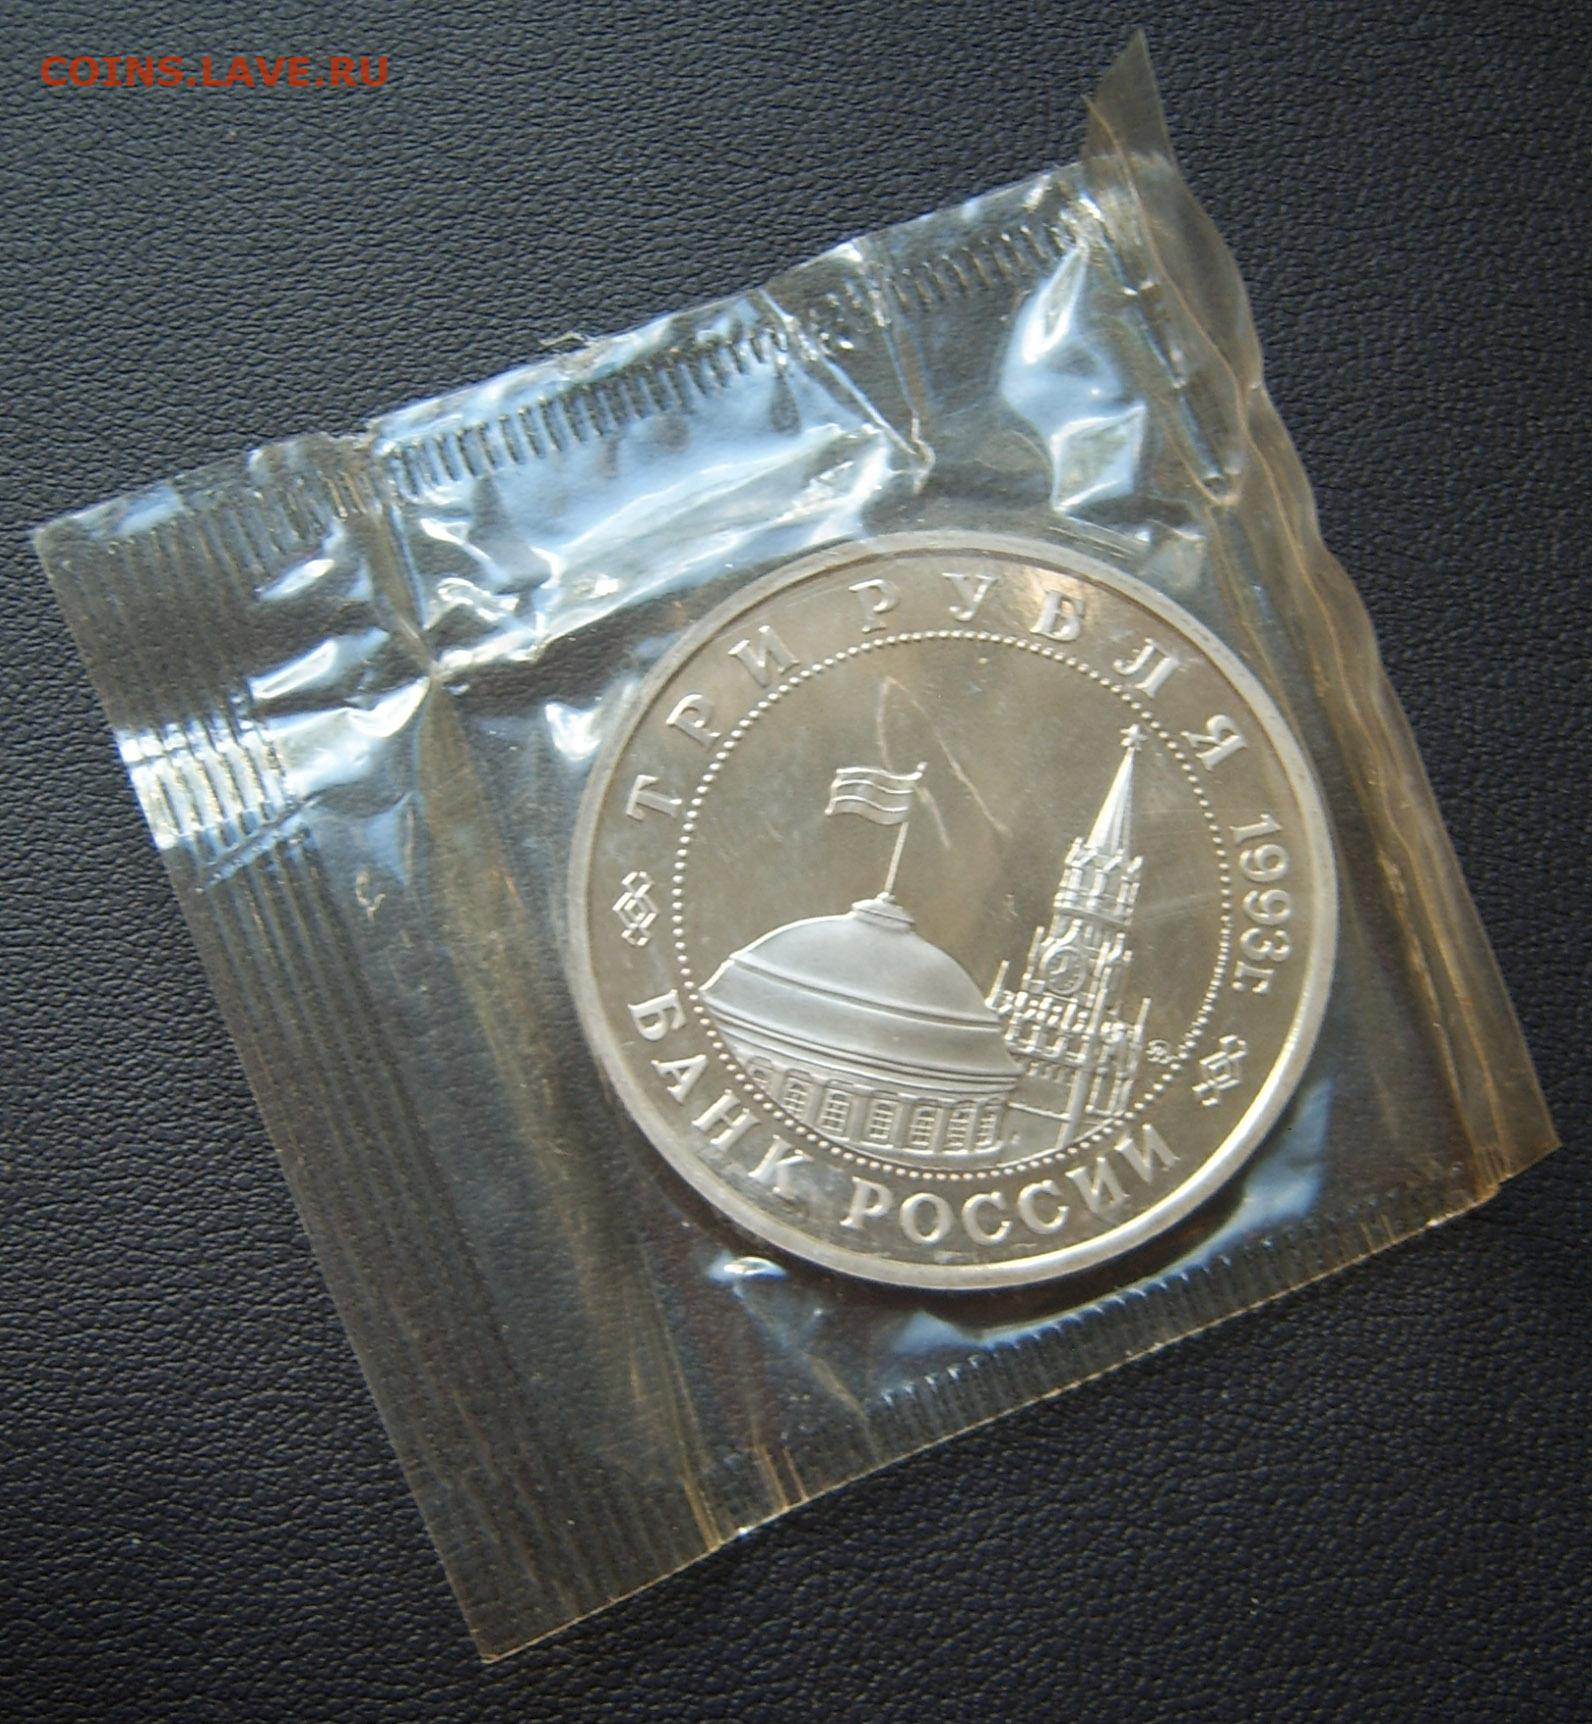 COINS.LAVE.RU
ТРИ РУБЛЯ 1993г.
БАНК РОССИИ